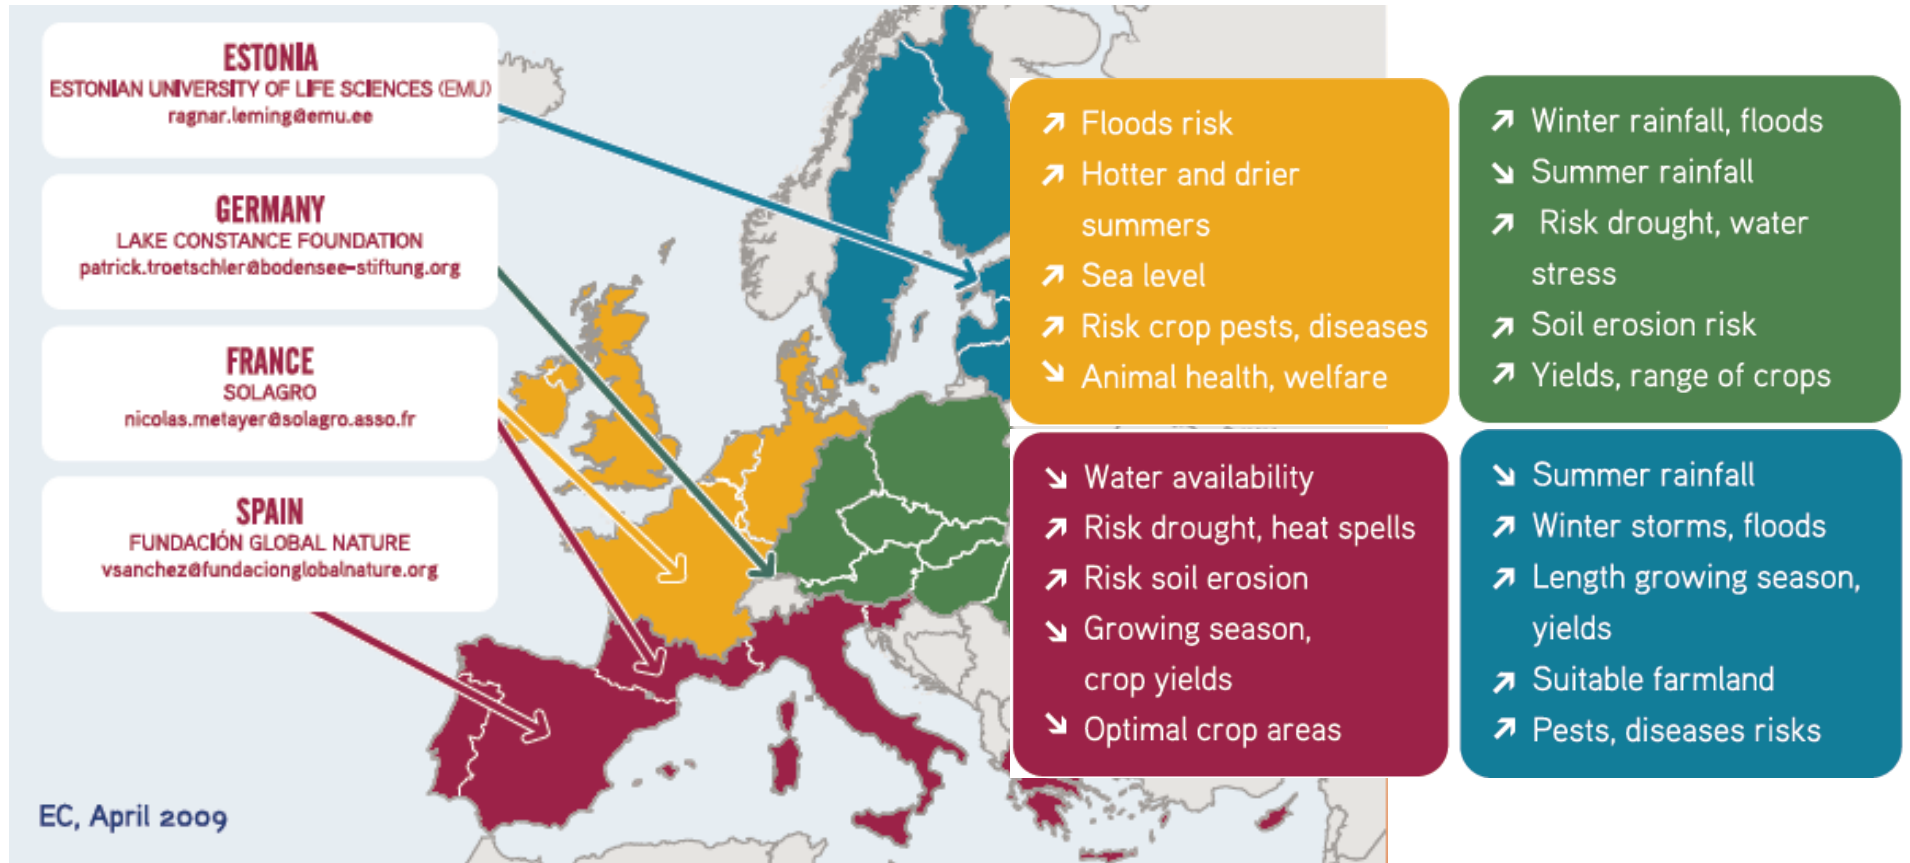 ESTONIA
ESTONIAN UNIVERSITY OF LIFE SCIENCES (EMU)
ragnar.leming@emu.ee
GERMANY
LAKE CONSTANCE FOUNDATION
patrick.troetschler@bodensee-stiftung.org
FRANCE
SOLAGRO
nicolas.metayer@solagro.asso.fr
SPAIN
FUNDACIÓN GLOBAL NATURE
vsanchez@fundacionglobalnature.org
EC, April 2009
↗ Floods risk
↗ Hotter and drier
summers
↗ Sea level
↗ Risk crop pests, diseases
↘ Animal health, welfare
↗ Winter rainfall, floods
↘ Summer rainfall
↗ Risk drought, water
stress
↗ Soil erosion risk
↗ Yields, range of crops
↘ Water availability
↗ Risk drought, heat spells
↗ Risk soil erosion
↘ Growing season,
crop yields
↘ Optimal crop areas
↘ Summer rainfall
↗ Winter storms, floods
↗ Length growing season,
yields
↗ Suitable farmland
↗ Pests, diseases risks